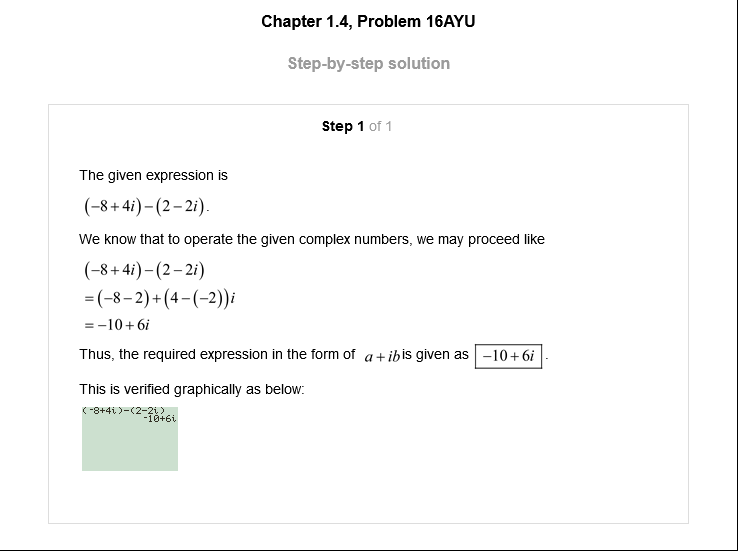 Chapter 1.4, Problem 16AYU
Step-by-step solution
Step 1 of 1
The given expression is
(−8+4i)−(2−2i).
We know that to operate the given complex numbers, we may proceed like
(−8+4i)−(2−2i)
=(−8−2)+(4−(−2))i
=−10+6i
Thus, the required expression in the form of a+ib is given as −10+6i.
This is verified graphically as below:
(-8+4i)-(2-2i)
-10+6i